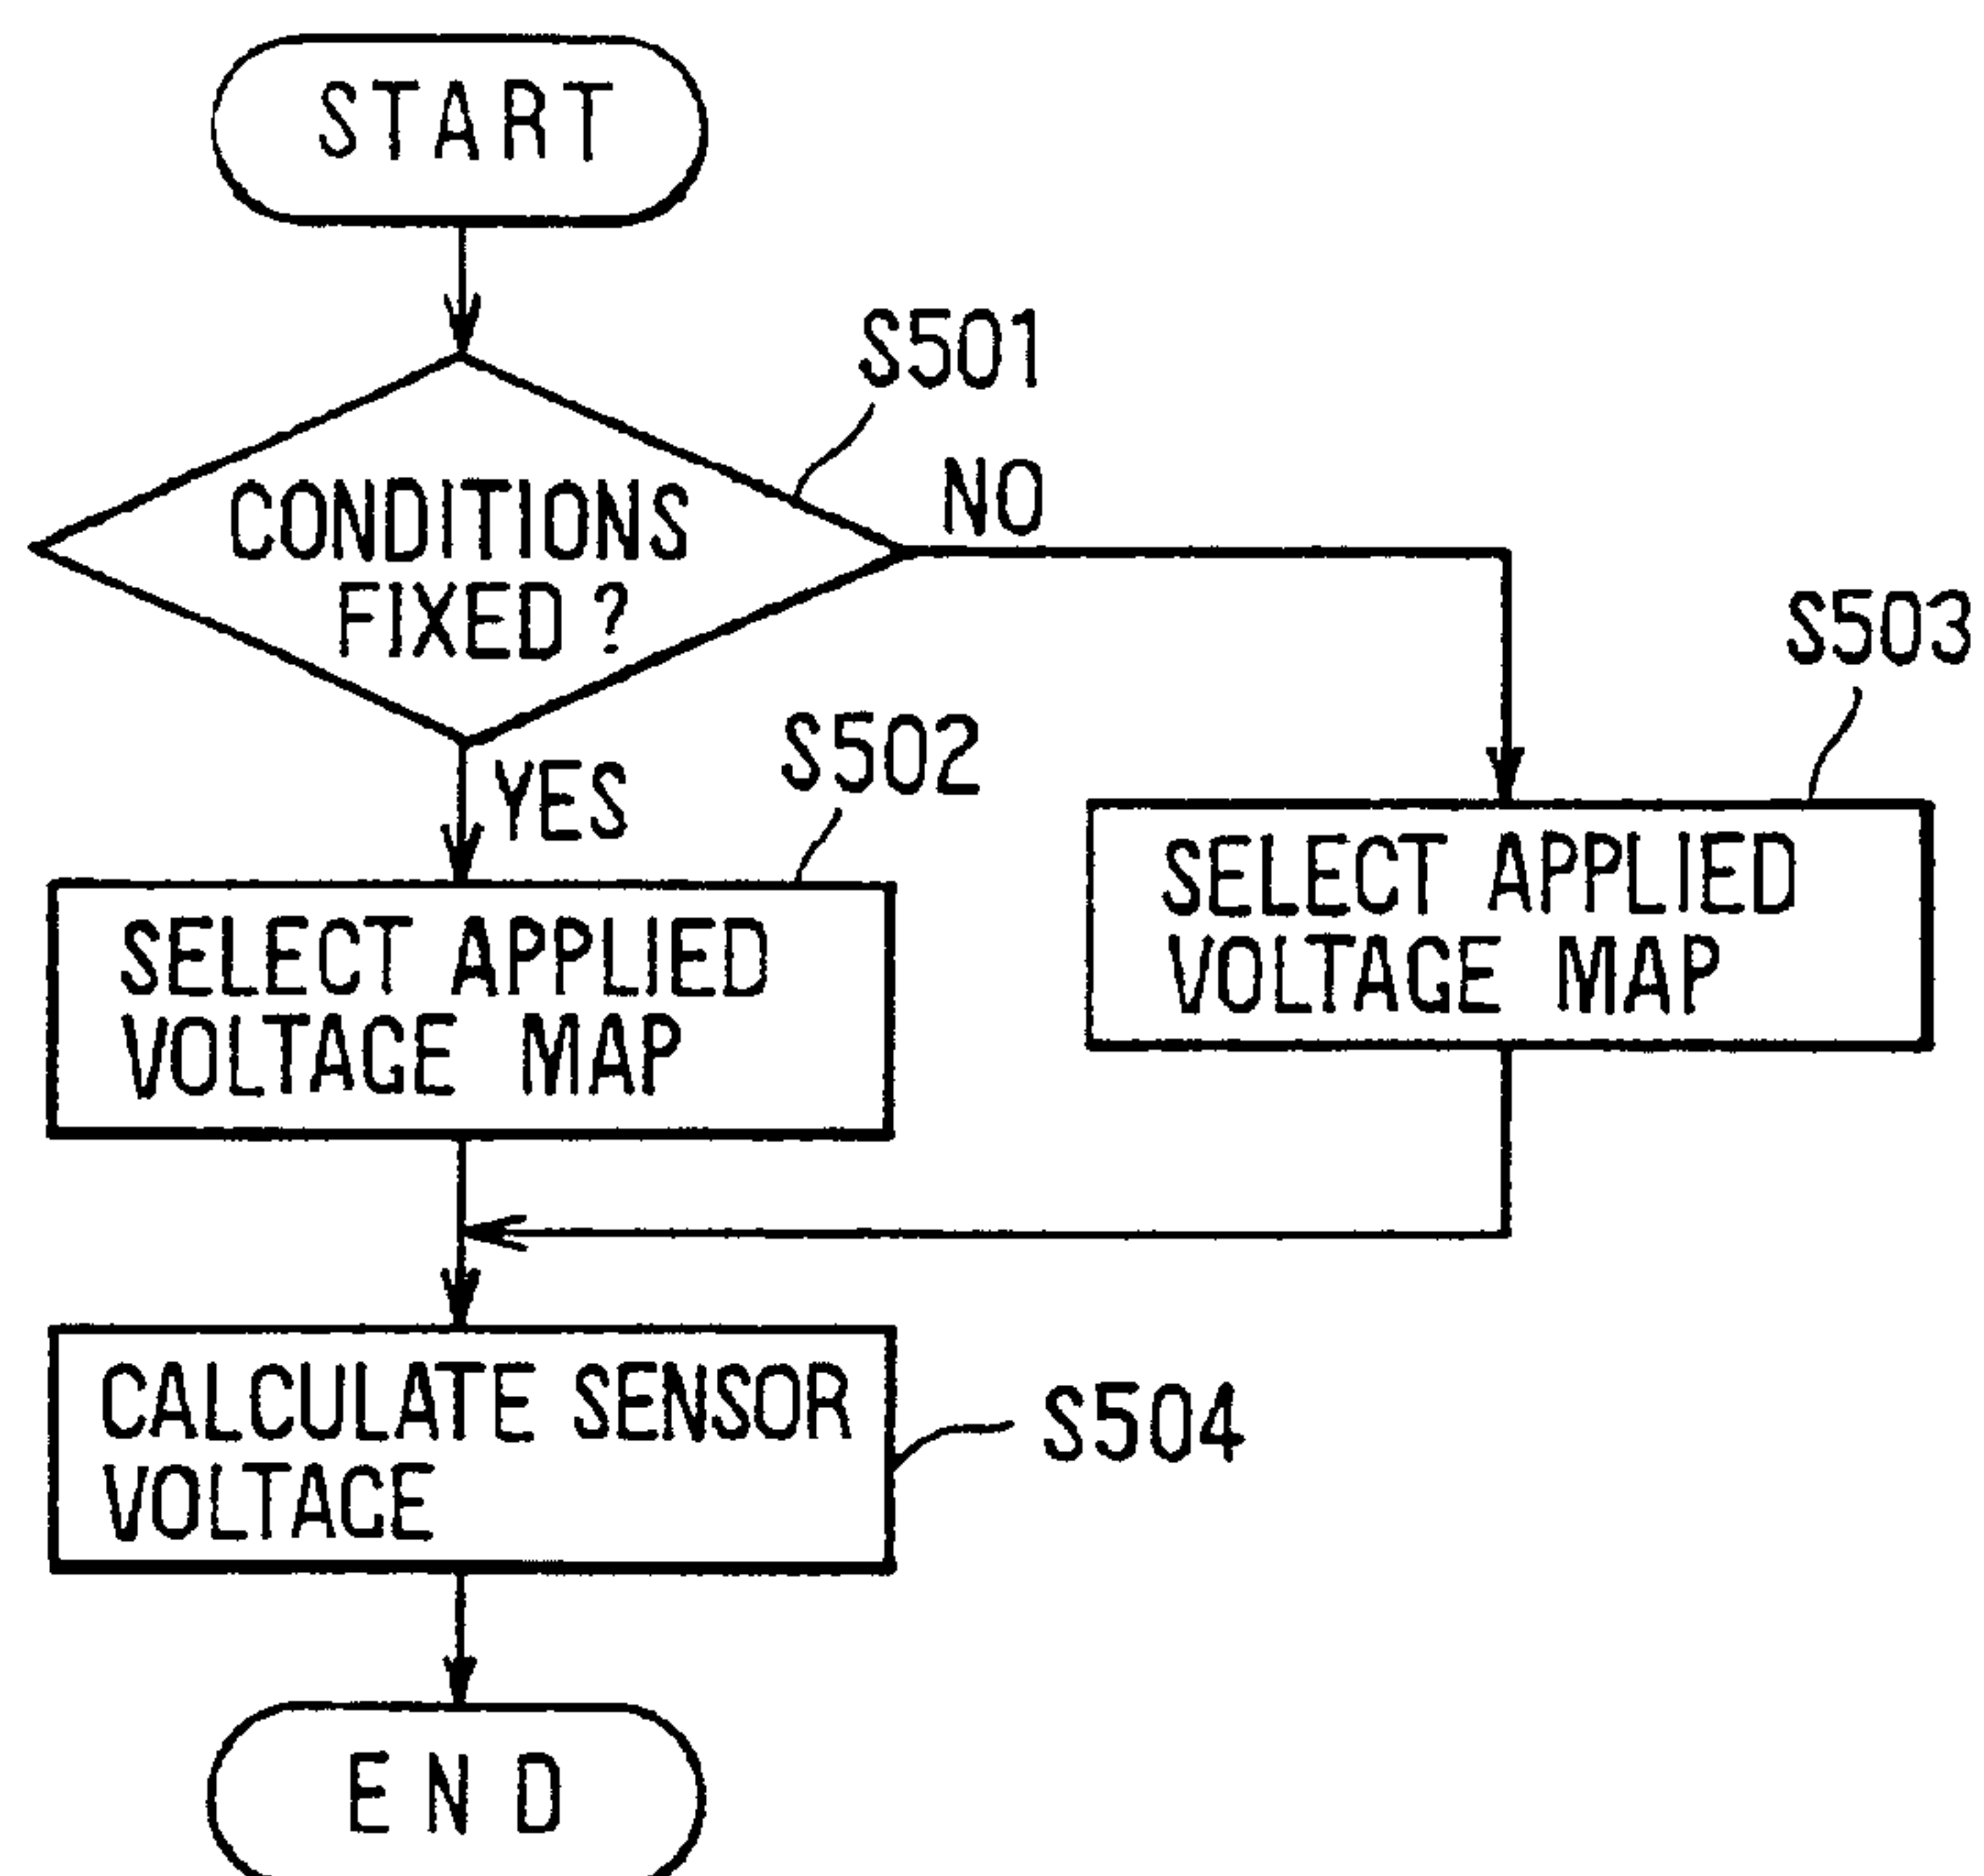 START
S501
CONDITIONS
FIXED?
NO
S503
YES
S502
SELECT APPLIED
VOLTAGE MAP
SELECT APPLIED
VOLTAGE MAP
CALCULATE SENSOR
VOLTAGE
S504
END